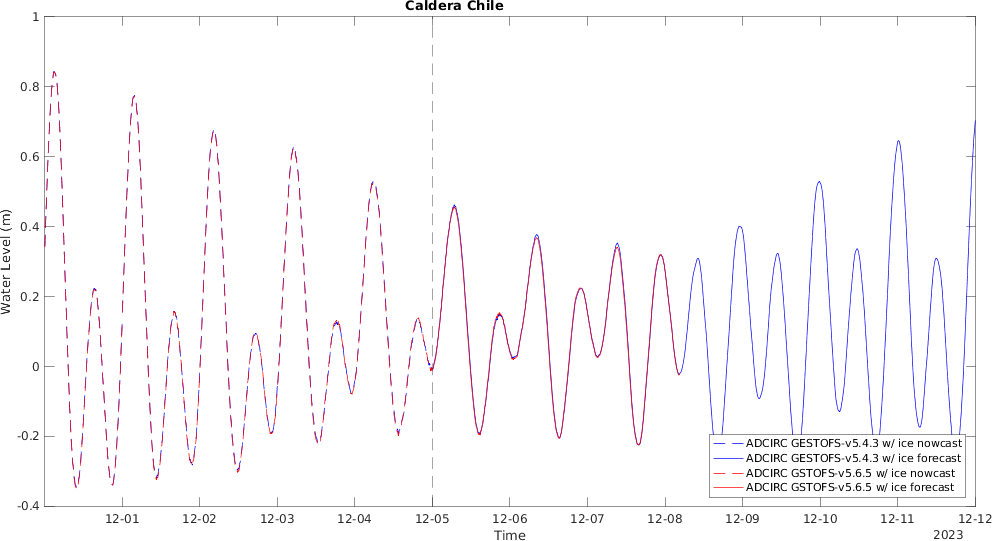 Caldera Chile
1
0.8
0.6
0.4
0.2
0
-0.2
-0.4
Water Level (m)
12-01 12-02 12-03 12-04 12-05 12-06 12-07 12-08 12-09 12-10 12-11 12-12
Time
2023
ADCIRC GESTOFS-v5.4.3 w/ ice nowcast
ADCIRC GESTOFS-v5.4.3 w/ ice forecast
ADCIRC GSTOFS-v5.6.5 w/ ice nowcast
ADCIRC GSTOFS-v5.6.5 w/ ice forecast